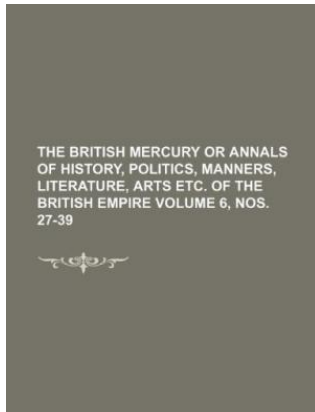 THE BRITISH MERCURY OR ANNALS
OF HISTORY, POLITICS, MANNERS,
LITERATURE, ARTS ETC. OF THE
BRITISH EMPIRE VOLUME 6, NOS.
27-39